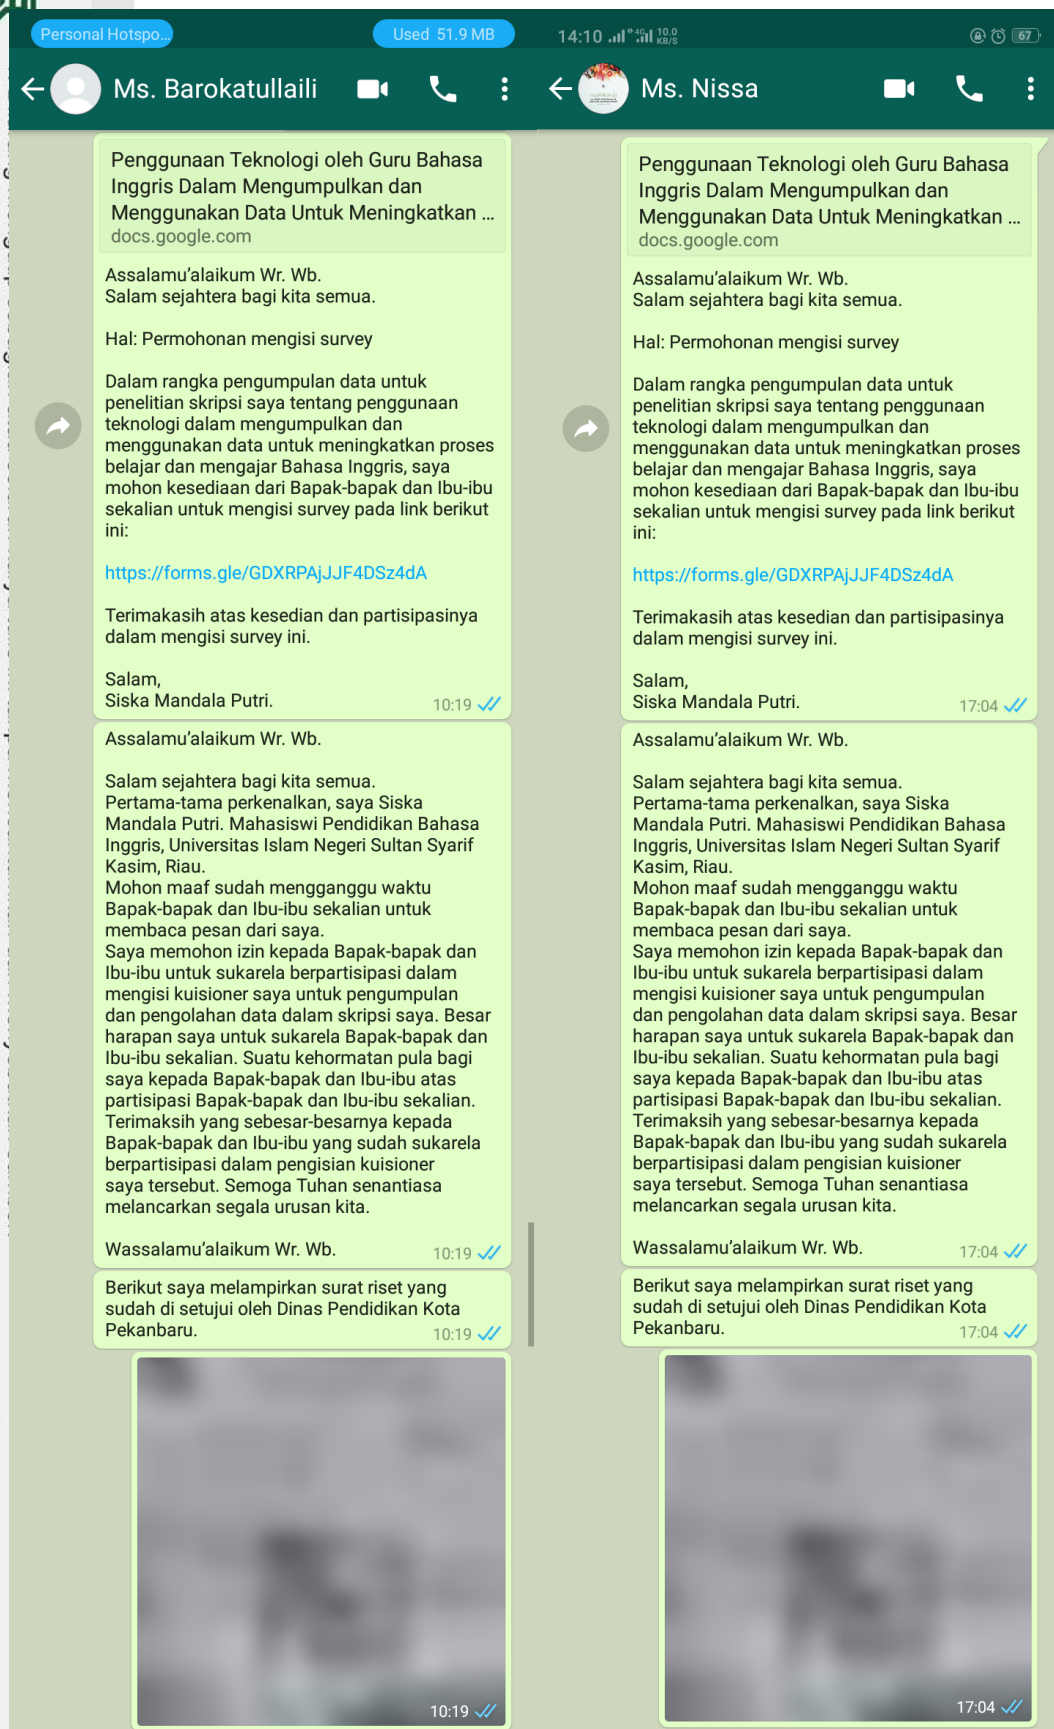 Personal Hotspo...
Used 51.9 MB
Ms. Barokatullaili
Penggunaan Teknologi oleh Guru Bahasa
Inggris Dalam Mengumpulkan dan
Menggunakan Data Untuk Meningkatkan ...
docs.google.com
Assalamu'alaikum Wr. Wb.
Salam sejahtera bagi kita semua.
Hal: Permohonan mengisi survey
Dalam rangka pengumpulan data untuk
penelitian skripsi saya tentang penggunaan
teknologi dalam mengumpulkan dan
menggunakan data untuk meningkatkan proses
belajar dan mengajar Bahasa Inggris, saya
mohon kesediaan dari Bapak-bapak dan Ibu-ibu
sekalian untuk mengisi survey pada link berikut
ini:
https://forms.gle/GDXRPAjJJF4DSz4dA
Terimakasih atas kesedian dan partisipasinya
dalam mengisi survey ini.
Salam,
Siska Mandala Putri.
10:19
Assalamu'alaikum Wr. Wb.
Salam sejahtera bagi kita semua.
Pertama-tama perkenalkan, saya Siska
Mandala Putri. Mahasiswi Pendidikan Bahasa
Inggris, Universitas Islam Negeri Sultan Syarif
Kasim, Riau.
Mohon maaf sudah mengganggu waktu
Bapak-bapak dan Ibu-ibu sekalian untuk
membaca pesan dari saya.
Saya memohon izin kepada Bapak-bapak dan
Ibu-ibu untuk sukarela berpartisipasi dalam
mengisi kuisioner saya untuk pengumpulan
dan pengolahan data dalam skripsi saya. Besar
harapan saya untuk sukarela Bapak-bapak dan
Ibu-ibu sekalian. Suatu kehormatan pula bagi
saya kepada Bapak-bapak dan Ibu-ibu atas
partisipasi Bapak-bapak dan Ibu-ibu sekalian.
Terimaksih yang sebesar-besarnya kepada
Bapak-bapak dan Ibu-ibu yang sudah sukarela
berpartisipasi dalam pengisian kuisioner
saya tersebut. Semoga Tuhan senantiasa
melancarkan segala urusan kita.
Wassalamu'alaikum Wr. Wb.
10:19
Berikut saya melampirkan surat riset yang
sudah di setujui oleh Dinas Pendidikan Kota
Pekanbaru.
10:19
10:19
14:10 4G 10.0 KB/S
67
Ms. Nissa
Penggunaan Teknologi oleh Guru Bahasa
Inggris Dalam Mengumpulkan dan
Menggunakan Data Untuk Meningkatkan ...
docs.google.com
Assalamu'alaikum Wr. Wb.
Salam sejahtera bagi kita semua.
Hal: Permohonan mengisi survey
Dalam rangka pengumpulan data untuk
penelitian skripsi saya tentang penggunaan
teknologi dalam mengumpulkan dan
menggunakan data untuk meningkatkan proses
belajar dan mengajar Bahasa Inggris, saya
mohon kesediaan dari Bapak-bapak dan Ibu-ibu
sekalian untuk mengisi survey pada link berikut
ini:
https://forms.gle/GDXRPAjJJF4DSz4dA
Terimakasih atas kesedian dan partisipasinya
dalam mengisi survey ini.
Salam,
Siska Mandala Putri.
17:04
Assalamu'alaikum Wr. Wb.
Salam sejahtera bagi kita semua.
Pertama-tama perkenalkan, saya Siska
Mandala Putri. Mahasiswi Pendidikan Bahasa
Inggris, Universitas Islam Negeri Sultan Syarif
Kasim, Riau.
Mohon maaf sudah mengganggu waktu
Bapak-bapak dan Ibu-ibu sekalian untuk
membaca pesan dari saya.
Saya memohon izin kepada Bapak-bapak dan
Ibu-ibu untuk sukarela berpartisipasi dalam
mengisi kuisioner saya untuk pengumpulan
dan pengolahan data dalam skripsi saya. Besar
harapan saya untuk sukarela Bapak-bapak dan
Ibu-ibu sekalian. Suatu kehormatan pula bagi
saya kepada Bapak-bapak dan Ibu-ibu atas
partisipasi Bapak-bapak dan Ibu-ibu sekalian.
Terimaksih yang sebesar-besarnya kepada
Bapak-bapak dan Ibu-ibu yang sudah sukarela
berpartisipasi dalam pengisian kuisioner
saya tersebut. Semoga Tuhan senantiasa
melancarkan segala urusan kita.
Wassalamu'alaikum Wr. Wb.
17:04
Berikut saya melampirkan surat riset yang
sudah di setujui oleh Dinas Pendidikan Kota
Pekanbaru.
17:04
17:04